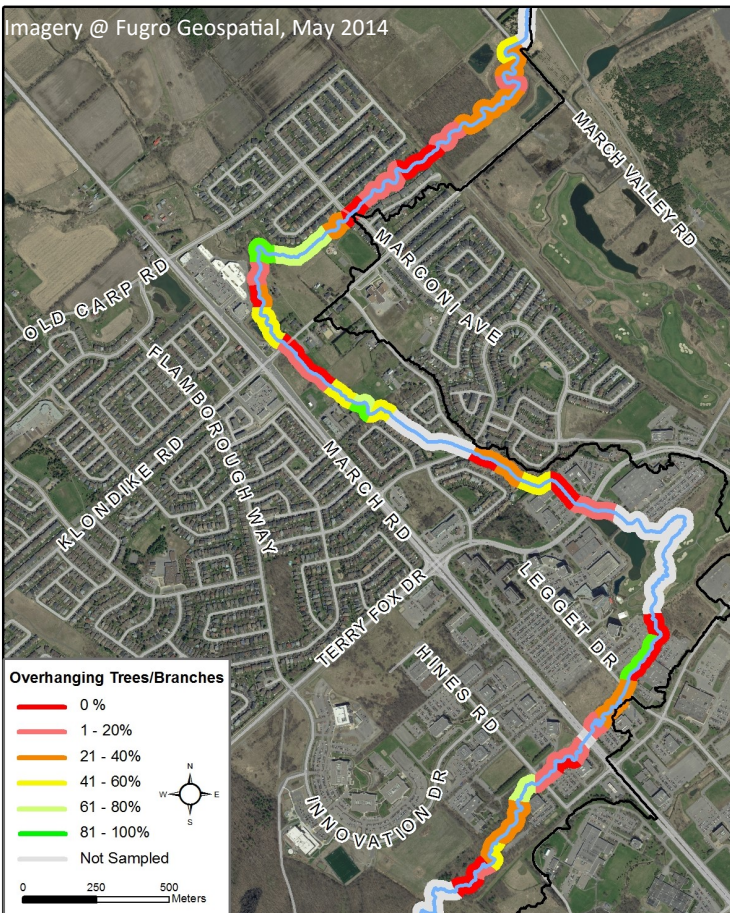 Imagery @ Fugro Geospatial, May 2014
MARCH VALLEY RD
MARCONI AVE
OLD CARP RD
FLAMBOROUGH WAY
KLONDIKE RD
MARCH RD
TERRY FOX DR
LEGGET DR
HINES RD
INNOVATION DR
Overhanging Trees/Branches
0 %
1 - 20%
21 - 40%
41 - 60%
61 - 80%
81 - 100%
Not Sampled
N
W E
S
0 250 500
Meters